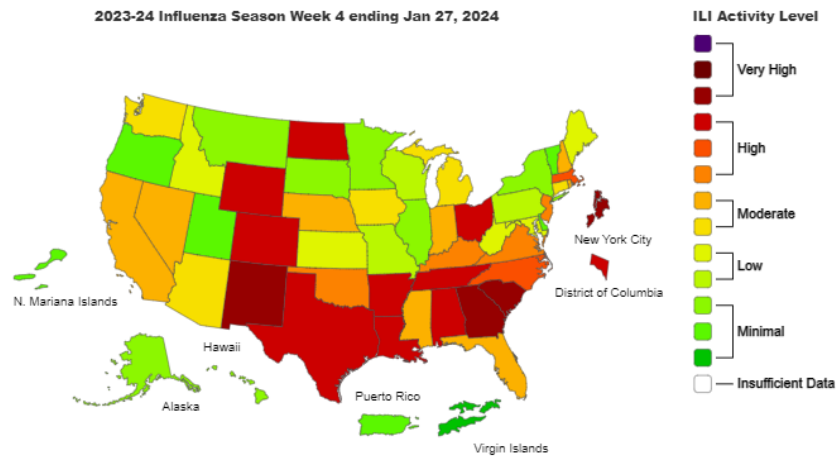 2023-24 Influenza Season Week 4 ending Jan 27, 2024
ILI Activity Level
Very High
High
Moderate
Low
Minimal
Insufficient Data
New York City
District of Columbia
N. Mariana Islands
Hawaii
Alaska
Puerto Rico
Virgin Islands